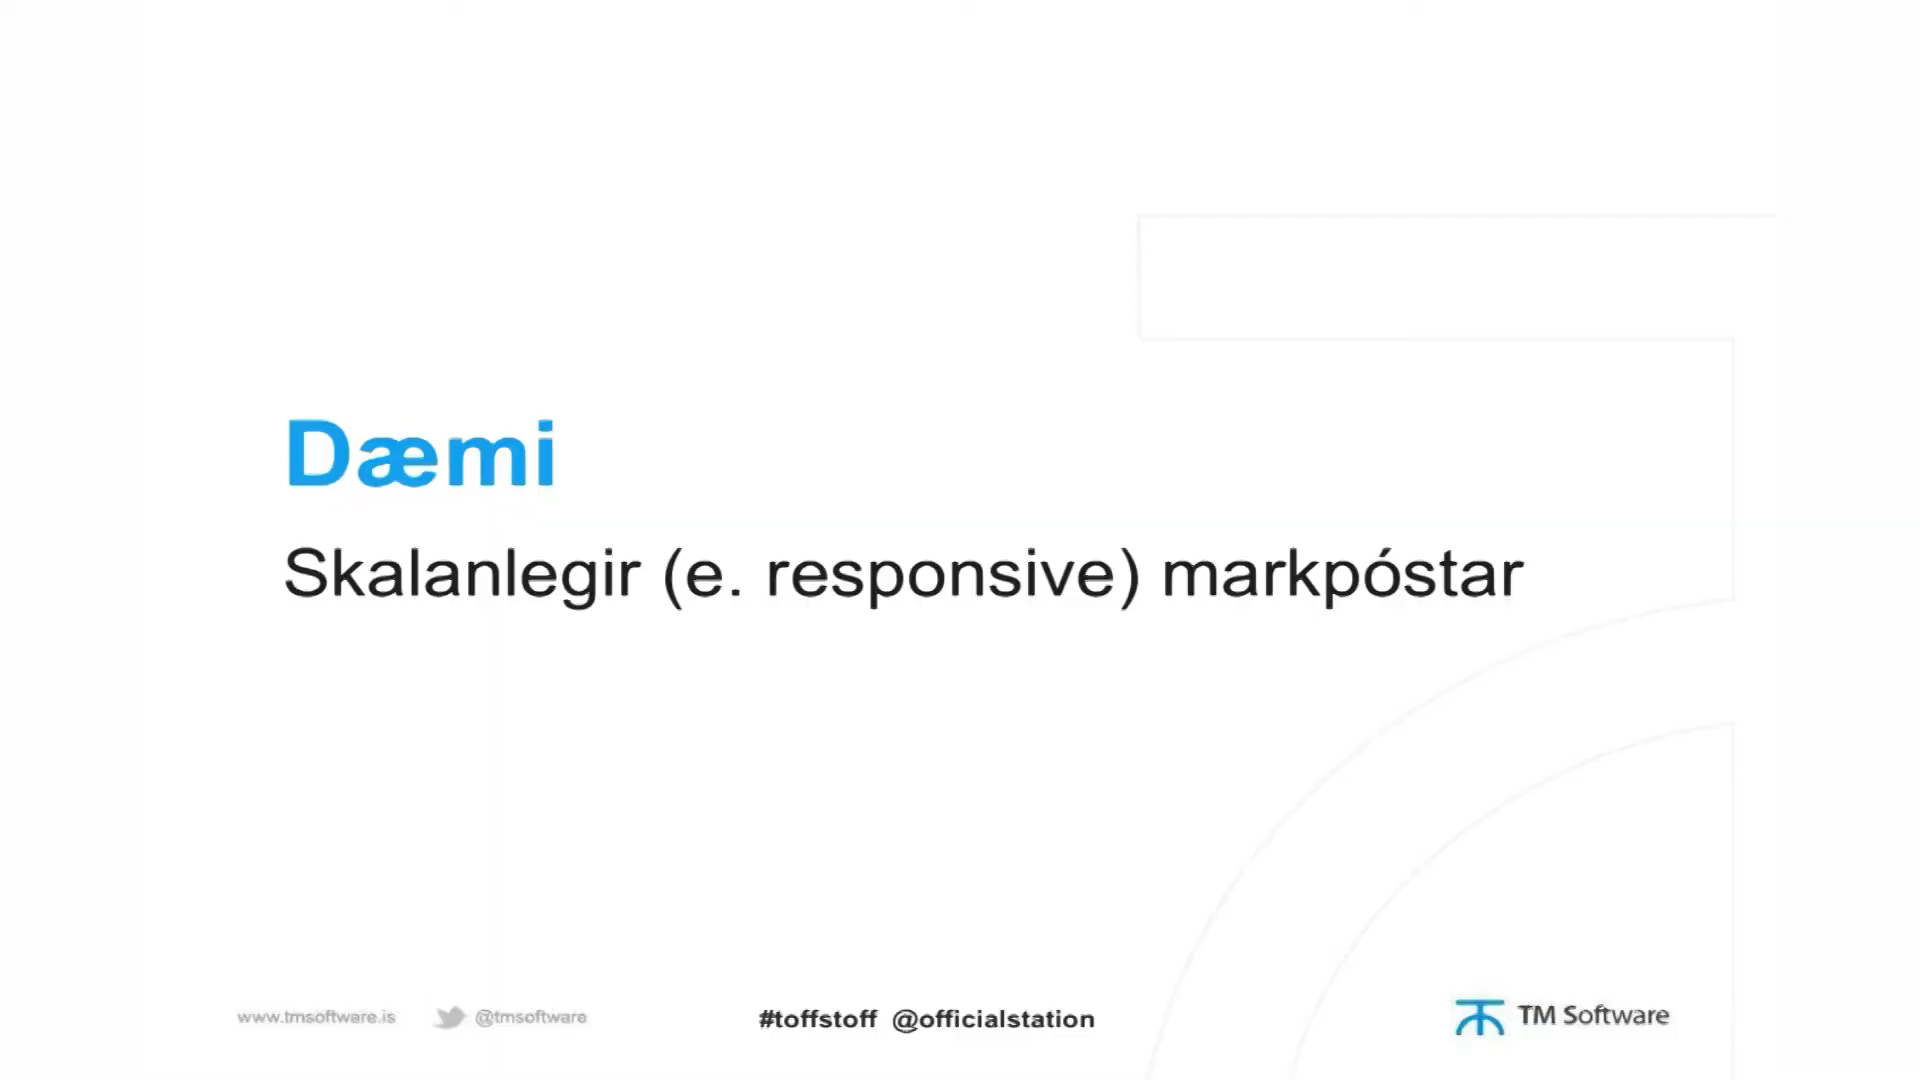 Dæmi
Skalanlegir (e. responsive) markpóstar
www.tmsoftware.is @tmsoftware #toffstoff @officialstation TM Software